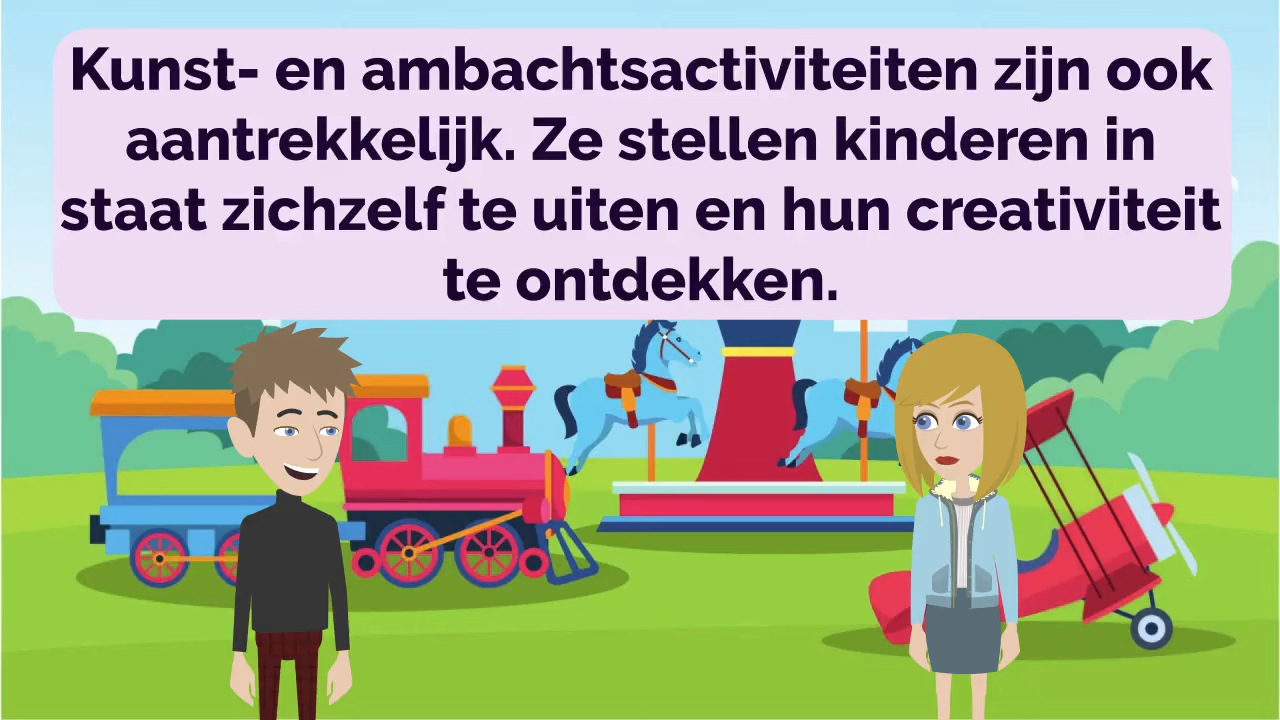 Kunst- en ambachtsactiviteiten zijn ook
aantrekkelijk. Ze stellen kinderen in
staat zichzelf te uiten en hun creativiteit
te ontdekken.